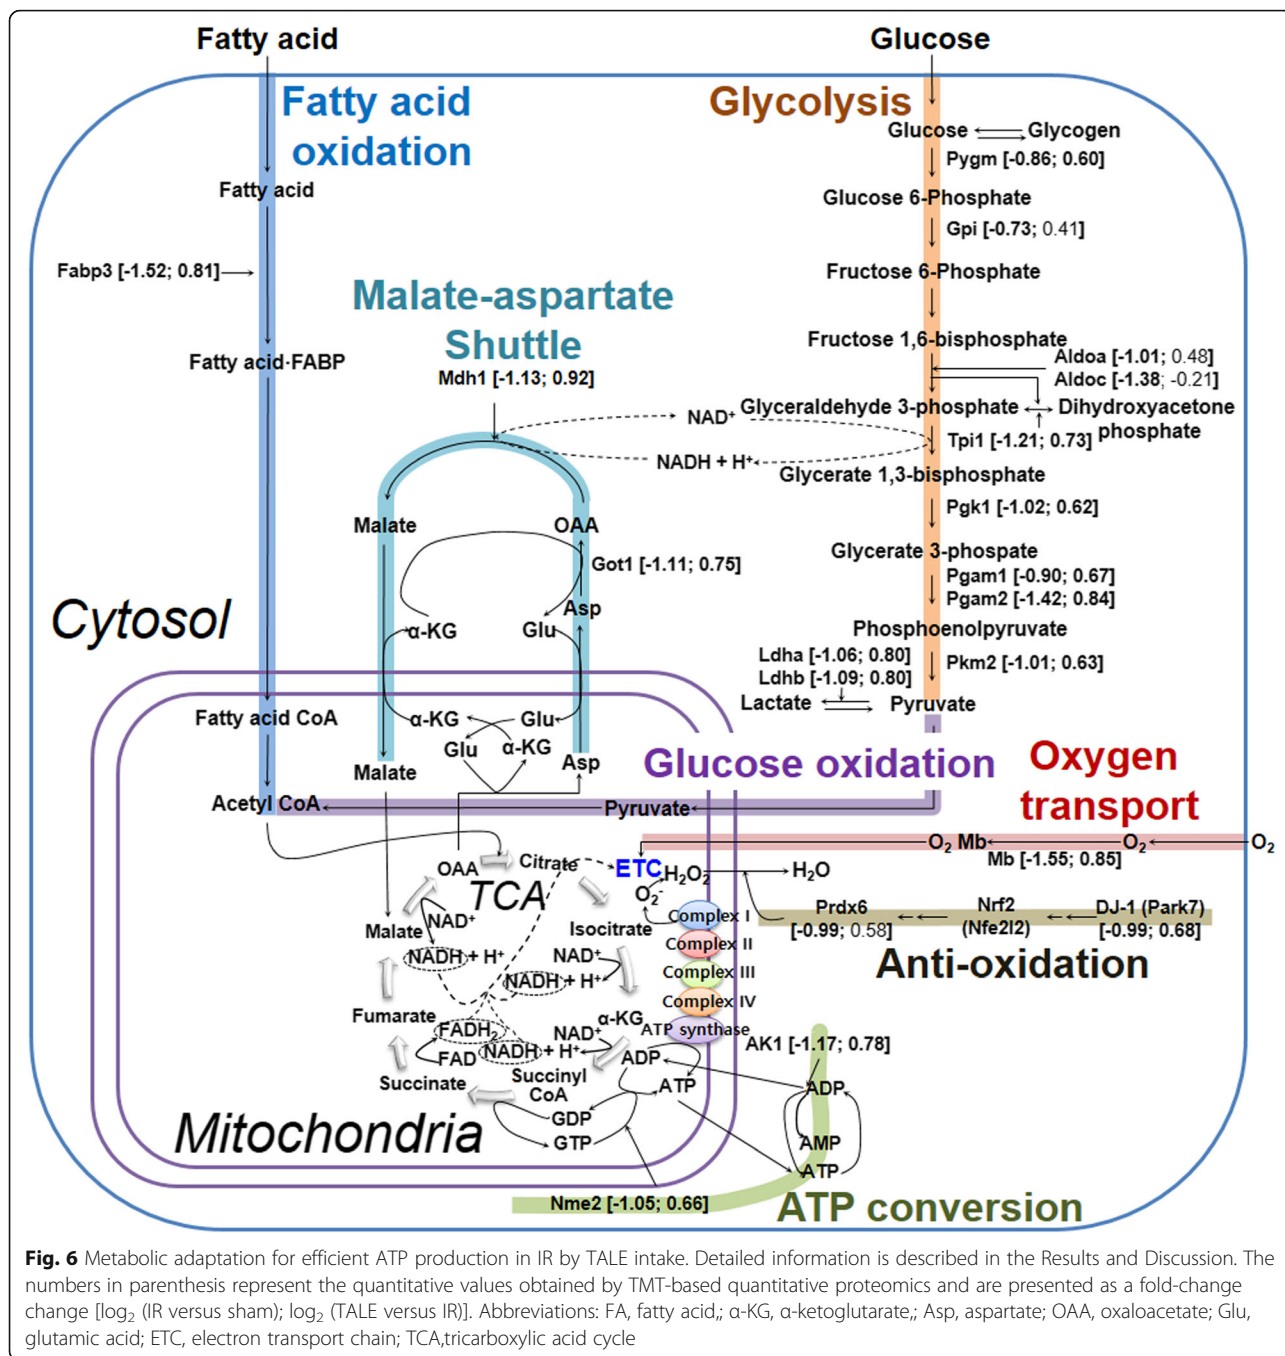 Fatty acid
Glucose
Fatty acid
oxidation
Glycolysis
Glucose
Glycogen
Pygm [-0.86; 0.60]
Fatty acid
Glucose 6-Phosphate
Gpi [-0.73; 0.41]
Fabp3 [-1.52; 0.81]
Fructose 6-Phosphate
Malate-aspartate
Shuttle
Mdh1 [-1.13; 0.92]
Fructose 1,6-bisphosphate
Aldoa [-1.01; 0.48]
Aldoc [-1.38; -0.21]
Fatty acid·FABP
NAD⁺
Glyceraldehyde 3-phosphate
Dihydroxyacetone
phosphate
Tpi1 [-1.21; 0.73]
NADH + H⁺
Glycerate 1,3-bisphosphate
Pgk1 [-1.02; 0.62]
Malate
OAA
Glycerate 3-phospate
Got1 [-1.11; 0.75]
Pgam1 [-0.90; 0.67]
Pgam2 [-1.42; 0.84]
Cytosol
Asp
α-KG
Glu
Phosphoenolpyruvate
Ldha [-1.06; 0.80]
Ldhb [-1.09; 0.80]
Pkm2 [-1.01; 0.63]
Lactate
Pyruvate
Fatty acid CoA
α-KG
Glu
Glu
α-KG
Malate
Asp
Glucose oxidation
Oxygen
transport
Acetyl CoA
Pyruvate
O₂ Mb
O₂
O₂
Mb [-1.55; 0.85]
OAA
Citrate
TCA
ETC
H₂O₂
H₂O
O₂⁻
Malate
NAD⁺
Isocitrate
Complex I
Prdx6
[-0.99; 0.58]
Nrf2
(Nfe2l2)
DJ-1 (Park7)
[-0.99; 0.68]
Anti-oxidation
NADH + H⁺
NAD⁺
NADH + H⁺
Complex II
Complex III
Complex IV
ATP synthase
Fumarate
FADH₂
FAD
NAD⁺
α-KG
NADH + H⁺
ADP
AK1 [-1.17; 0.78]
Succinate
Succinyl
CoA
ATP
ADP
GDP
GTP
Mitochondria
AMP
ATP
Nme2 [-1.05; 0.66]
ATP conversion
Fig. 6 Metabolic adaptation for efficient ATP production in IR by TALE intake. Detailed information is described in the Results and Discussion. The
numbers in parenthesis represent the quantitative values obtained by TMT-based quantitative proteomics and are presented as a fold-change
change [log₂ (IR versus sham); log₂ (TALE versus IR)]. Abbreviations: FA, fatty acid,; α-KG, α-ketoglutarate,; Asp, aspartate; OAA, oxaloacetate; Glu,
glutamic acid; ETC, electron transport chain; TCA,tricarboxylic acid cycle